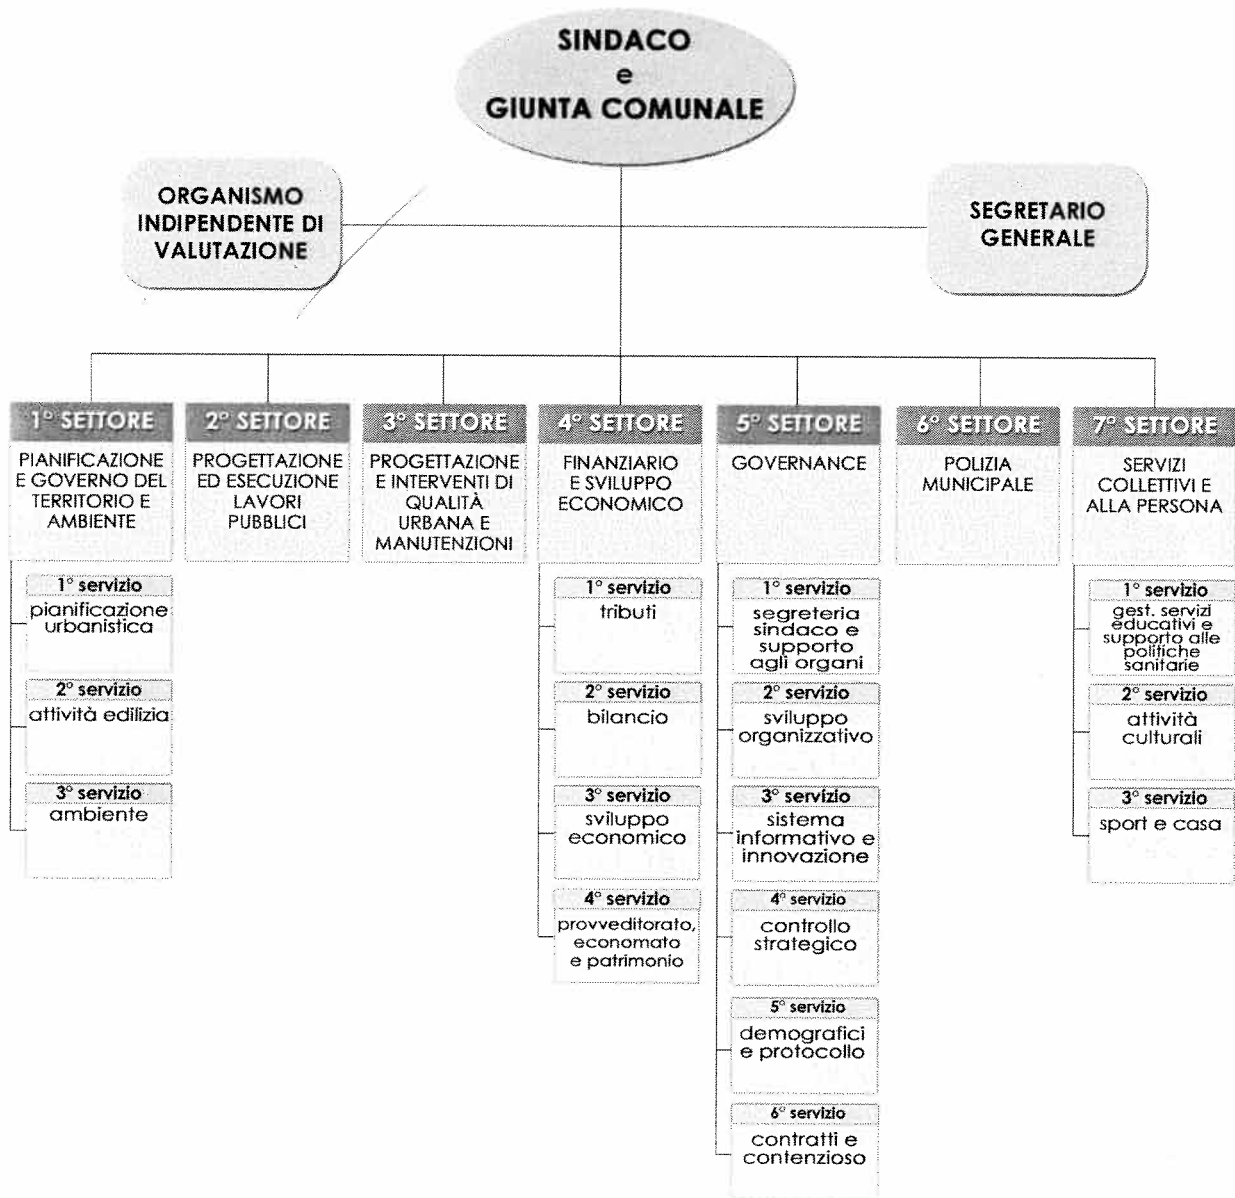 SINDACO
e
GIUNTA COMUNALE
ORGANISMO
INDIPENDENTE DI
VALUTAZIONE
SEGRETARIO
GENERALE
1° SETTORE
PIANIFICAZIONE
E GOVERNO DEL
TERRITORIO E
AMBIENTE
1° servizio
pianificazione
urbanistica
2° servizio
attività edilizia
3° servizio
ambiente
2° SETTORE
PROGETTAZIONE
ED ESECUZIONE
LAVORI
PUBBLICI
3° SETTORE
PROGETTAZIONE
E INTERVENTI DI
QUALITÀ
URBANA E
MANUTENZIONI
4° SETTORE
FINANZIARIO
E SVILUPPO
ECONOMICO
1° servizio
tributi
2° servizio
bilancio
3° servizio
sviluppo
economico
4° servizio
provveditorato,
economato
e patrimonio
5° SETTORE
GOVERNANCE
1° servizio
segreteria
sindaco e
supporto
agli organi
2° servizio
sviluppo
organizzativo
3° servizio
sistema
informativo e
innovazione
4° servizio
controllo
strategico
5° servizio
demografici
e protocollo
6° servizio
contratti e
contenzioso
6° SETTORE
POLIZIA
MUNICIPALE
7° SETTORE
SERVIZI
COLLETTIVI E
ALLA PERSONA
1° servizio
gest. servizi
educativi e
supporto alle
politiche
sanitarie
2° servizio
attività
culturali
3° servizio
sport e casa